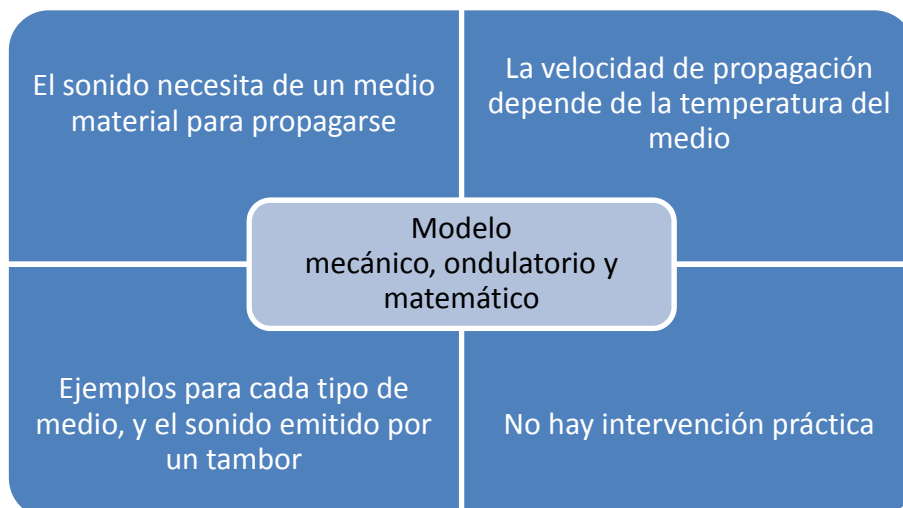 El sonido necesita de un medio
material para propagarse
La velocidad de propagación
depende de la temperatura del
medio
Modelo
mecánico, ondulatorio y
matemático
Ejemplos para cada tipo de
medio, y el sonido emitido por
un tambor
No hay intervención práctica